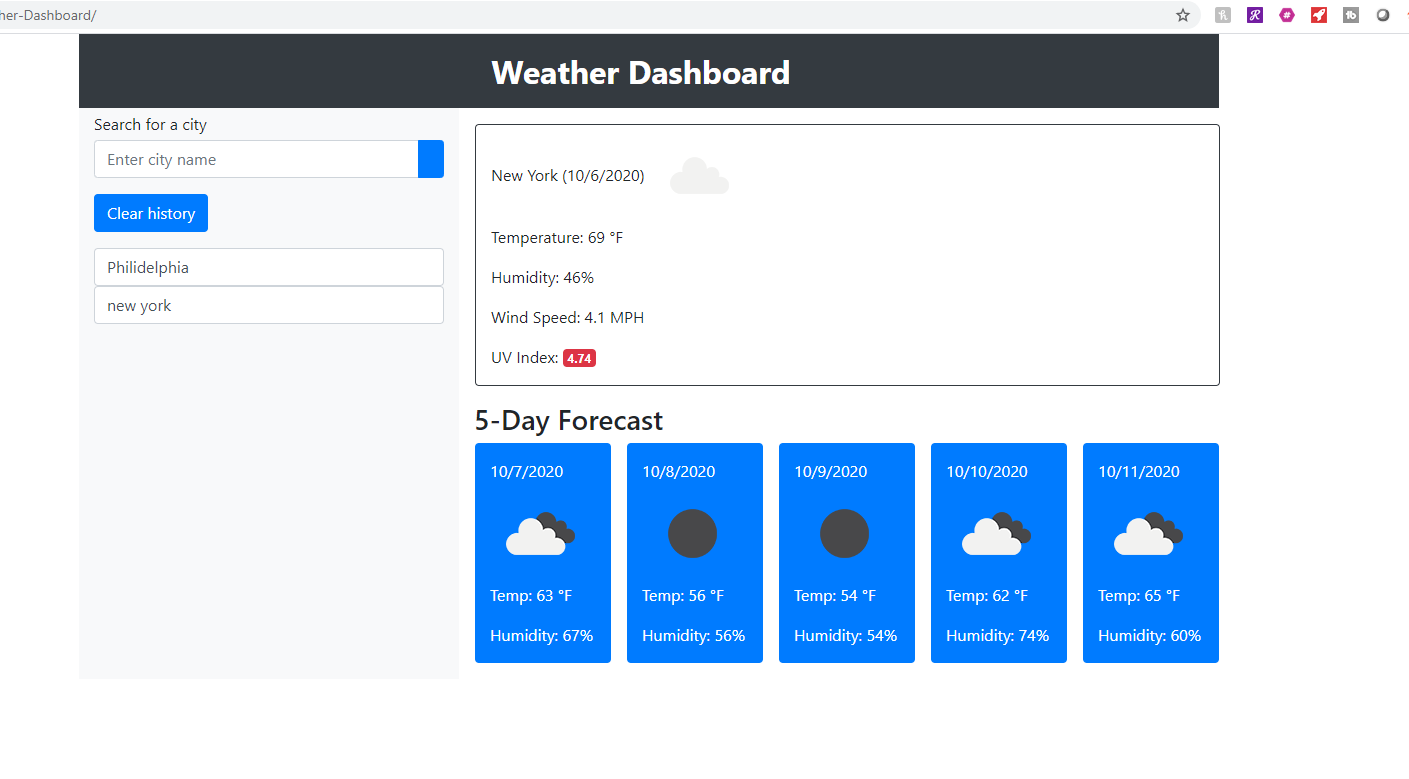 her-Dashboard/
Weather Dashboard
Search for a city
Enter city name
Clear history
Philidelphia
new york
New York (10/6/2020)
Temperature: 69 °F
Humidity: 46%
Wind Speed: 4.1 MPH
UV Index: 4.74
5-Day Forecast
10/7/2020
Temp: 63 °F
Humidity: 67%
10/8/2020
Temp: 56 °F
Humidity: 56%
10/9/2020
Temp: 54 °F
Humidity: 54%
10/10/2020
Temp: 62 °F
Humidity: 74%
10/11/2020
Temp: 65 °F
Humidity: 60%